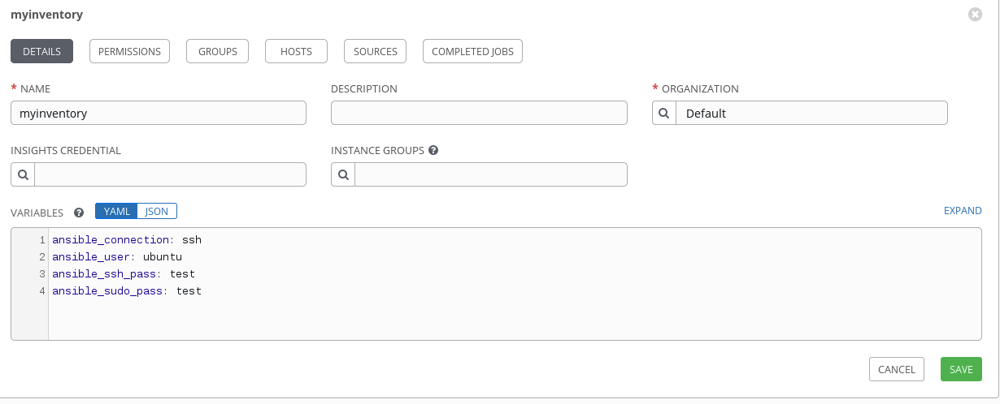 myinventory
DETAILS PERMISSIONS GROUPS HOSTS SOURCES COMPLETED JOBS
* NAME DESCRIPTION * ORGANIZATION
myinventory Default
INSIGHTS CREDENTIAL INSTANCE GROUPS ?
VARIABLES ? YAML JSON EXPAND
1 ansible_connection: ssh
2 ansible_user: ubuntu
3 ansible_ssh_pass: test
4 ansible_sudo_pass: test
CANCEL SAVE